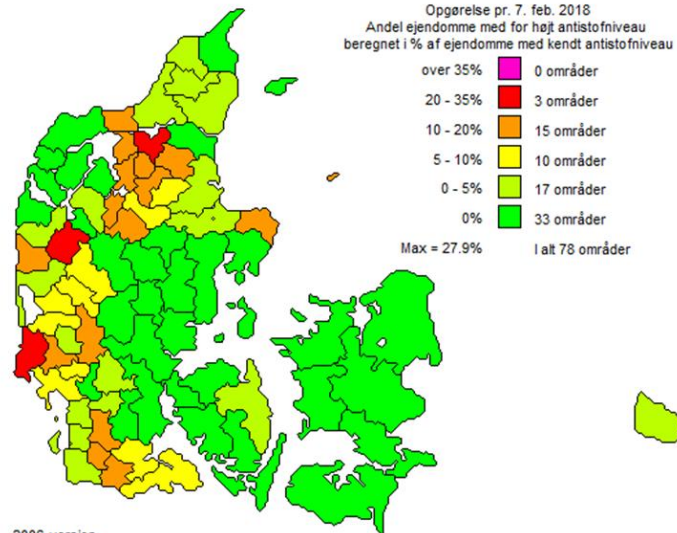 Opgørelse pr. 7. feb. 2018
Andel ejendomme med for højt antistofniveau
beregnet i % af ejendomme med kendt antistofniveau
over 35% 0 områder
20 - 35% 3 områder
10 - 20% 15 områder
5 - 10% 10 områder
0 - 5% 17 områder
0% 33 områder
Max = 27.9% I alt 78 områder